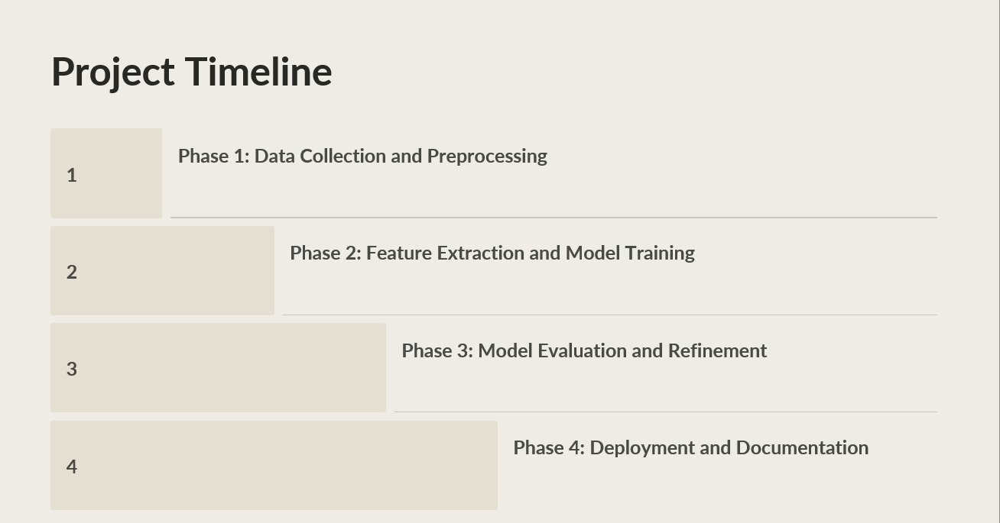 Project Timeline
1
Phase 1: Data Collection and Preprocessing
2
Phase 2: Feature Extraction and Model Training
3
Phase 3: Model Evaluation and Refinement
4
Phase 4: Deployment and Documentation